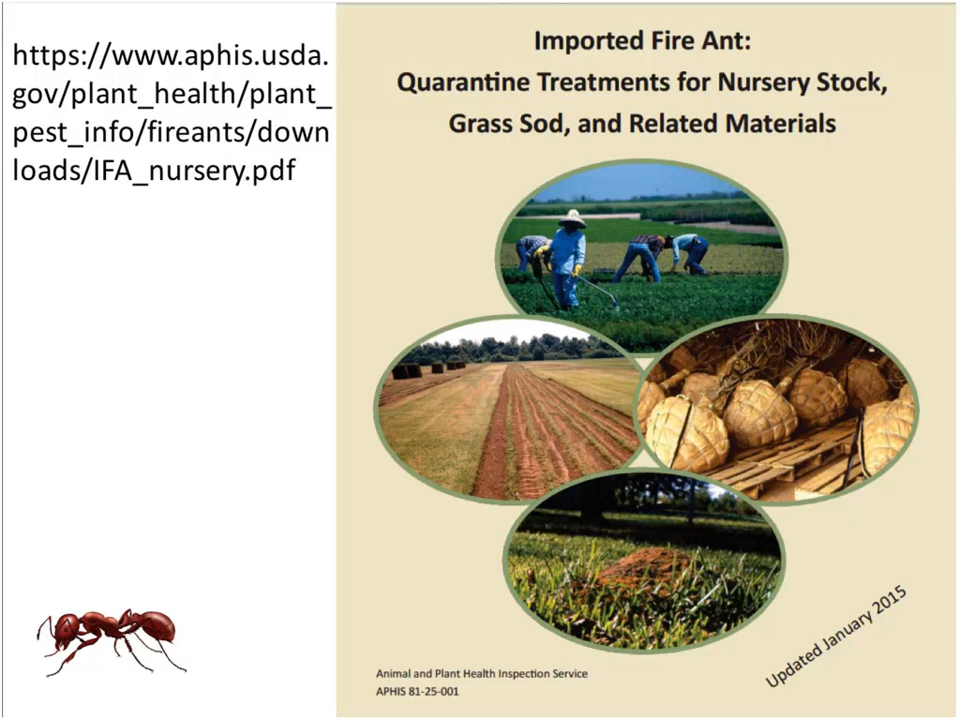 https://www.aphis.usda.
gov/plant_health/plant_
pest_info/fireants/down
loads/IFA_nursery.pdf
Imported Fire Ant:
Quarantine Treatments for Nursery Stock,
Grass Sod, and Related Materials
Updated January 2015
Animal and Plant Health Inspection Service
APHIS 81-25-001